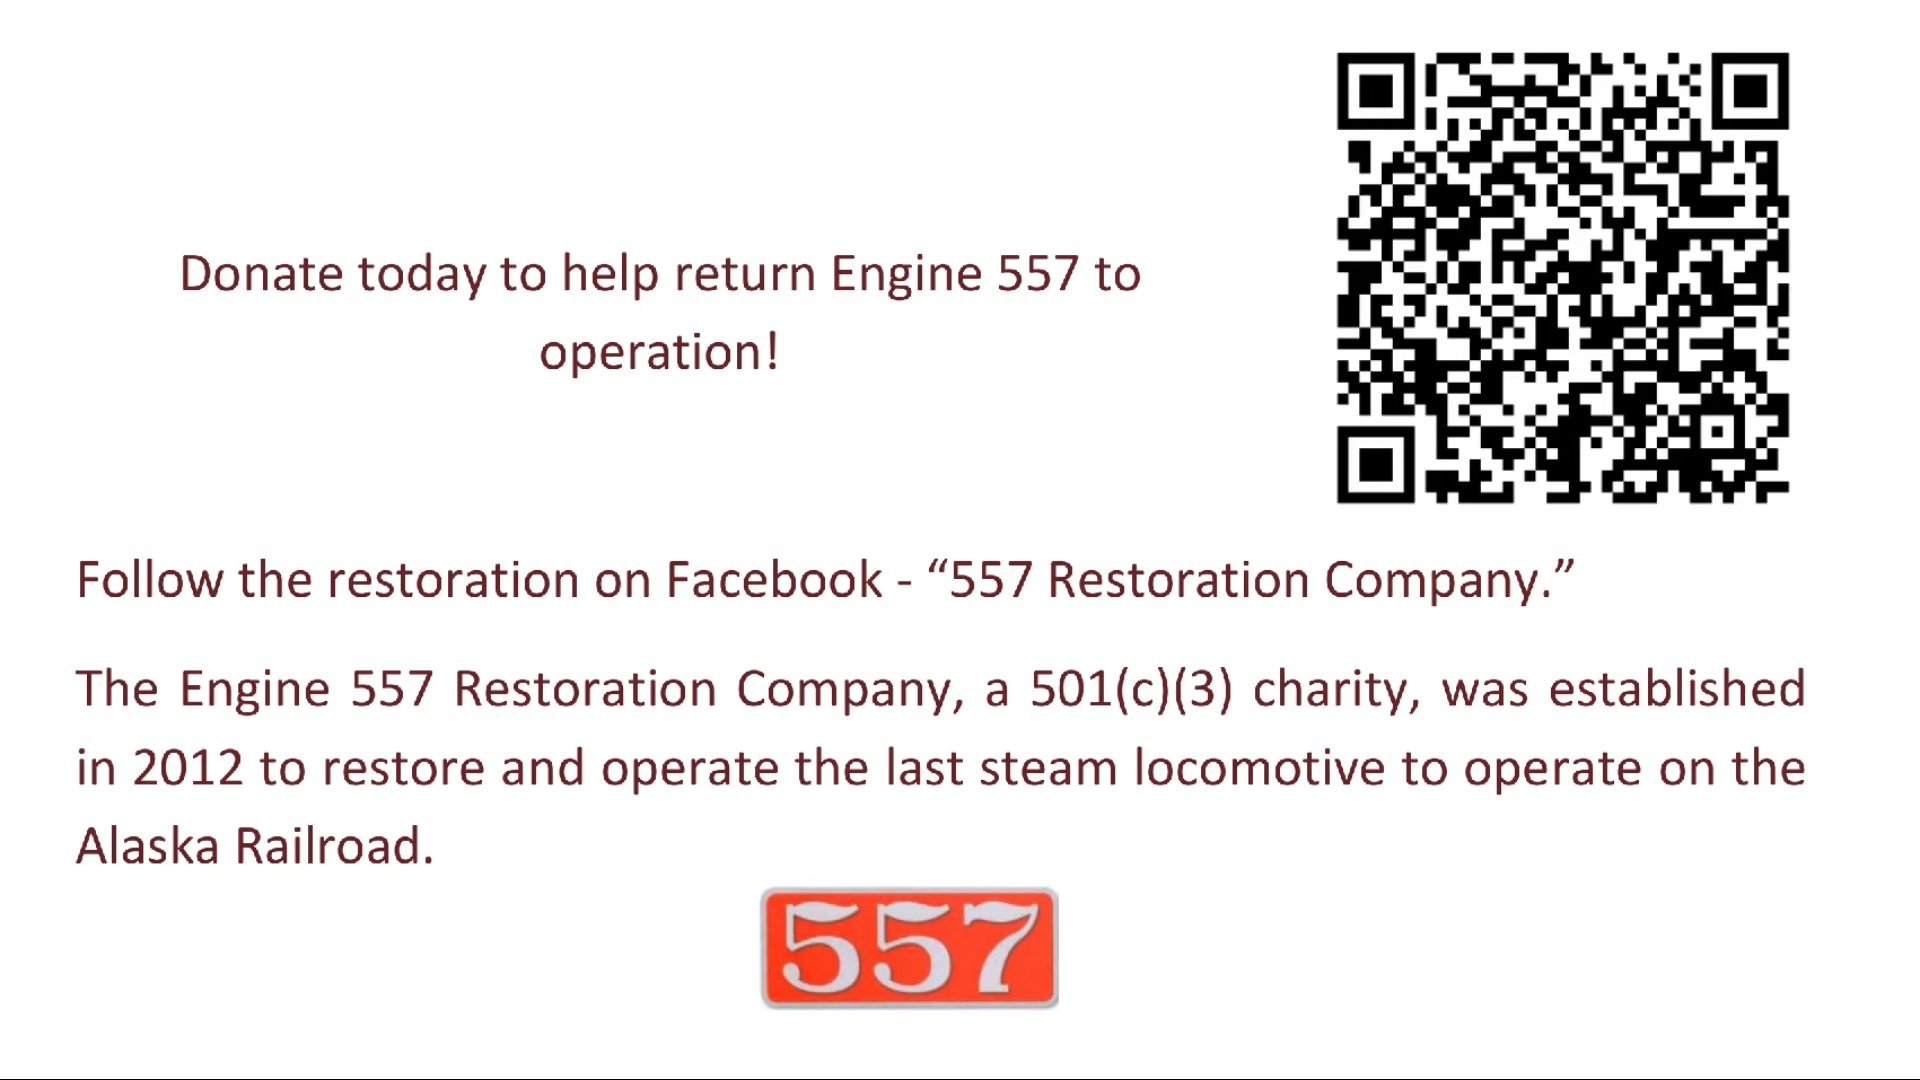 Donate today to help return Engine 557 to
operation!
Follow the restoration on Facebook - “557 Restoration Company.”
The Engine 557 Restoration Company, a 501(c)(3) charity, was established
in 2012 to restore and operate the last steam locomotive to operate on the
Alaska Railroad.
557